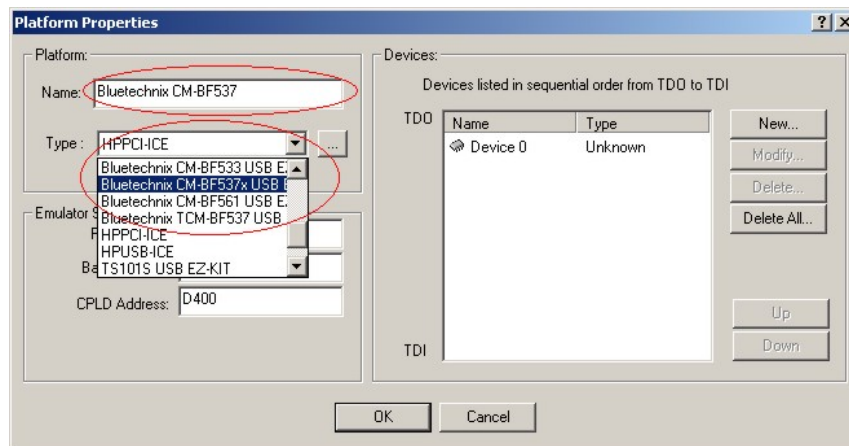 Platform Properties
Platform:
Name: Bluetechnix CM-BF537
Type : HPPCI-ICE ...
Bluetechnix CM-BF533 USB E
Bluetechnix CM-BF537x USB E
Bluetechnix CM-BF561 USB E
Bluetechnix TCM-BF537 USB
HPPCI-ICE
HPUSB-ICE
TS101S USB EZ-KIT
Emulator S
Ba
CPLD Address: D400
Devices:
Devices listed in sequential order from TDO to TDI
TDO
Name Type
Device 0 Unknown
TDI
New...
Modify...
Delete...
Delete All...
Up
Down
OK Cancel